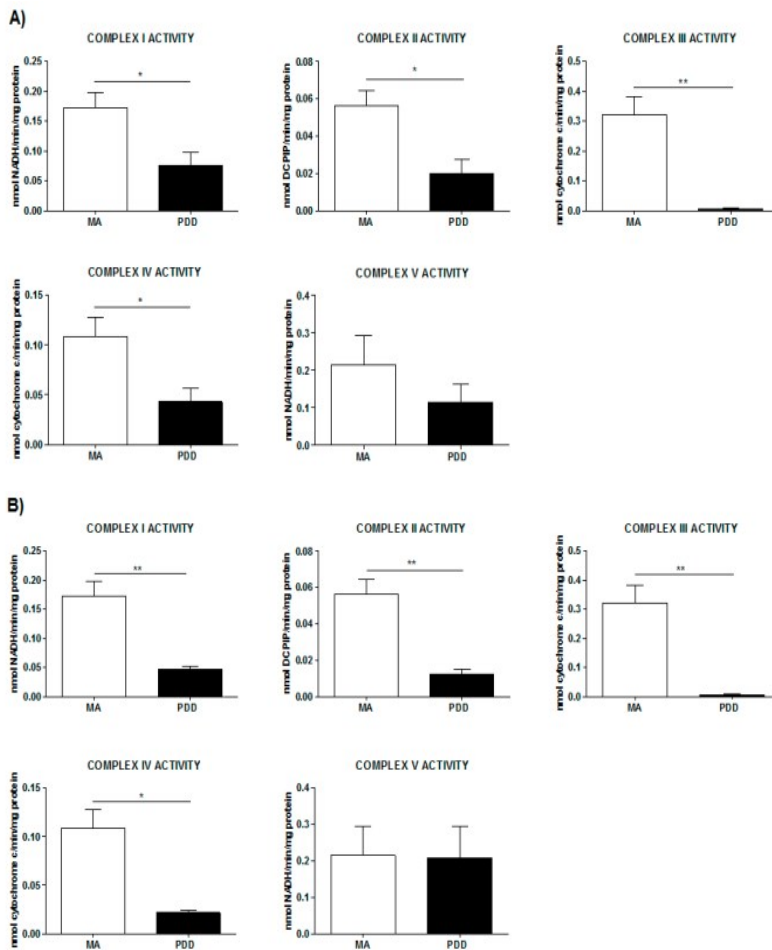 A)
COMPLEX I ACTIVITY
nmol NADH/min/mg protein
0.20
0.15
0.10
0.05
0.00
*
MA PDD
COMPLEX II ACTIVITY
nmol DCPIP/min/mg protein
0.08
0.06
0.04
0.02
0.00
*
MA PDD
COMPLEX III ACTIVITY
nmol cytochrome c/min/mg protein
0.5
0.4
0.3
0.2
0.1
0.0
**
MA PDD
COMPLEX IV ACTIVITY
nmol cytochrome c/min/mg protein
0.15
0.10
0.05
0.00
*
MA PDD
COMPLEX V ACTIVITY
nmol NADH/min/mg protein
0.4
0.3
0.2
0.1
0.0
MA PDD
B)
COMPLEX I ACTIVITY
nmol NADH/min/mg protein
0.20
0.15
0.10
0.05
0.00
**
MA PDD
COMPLEX II ACTIVITY
nmol DCPIP/min/mg protein
0.08
0.06
0.04
0.02
0.00
**
MA PDD
COMPLEX III ACTIVITY
nmol cytochrome c/min/mg protein
0.5
0.4
0.3
0.2
0.1
0.0
**
MA PDD
COMPLEX IV ACTIVITY
nmol cytochrome c/min/mg protein
0.15
0.10
0.05
0.00
*
MA PDD
COMPLEX V ACTIVITY
nmol NADH/min/mg protein
0.4
0.3
0.2
0.1
0.0
MA PDD